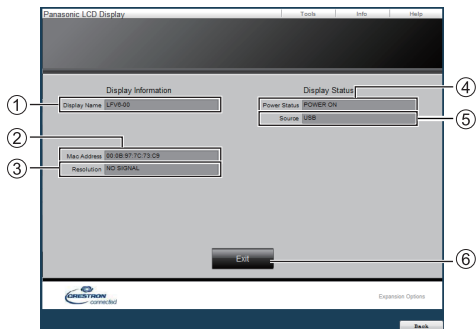 Panasonic LCD Display Tools Info Help
Display Information Display Status
④
① Display Name LFV8-00 Power Status POWER ON
Source USB ⑤
②
Mac Address 00:0B:97:7C:73:C9
③ Resolution NO SIGNAL
Exit ⑥
CRESTRON connected Expansion Options
Back